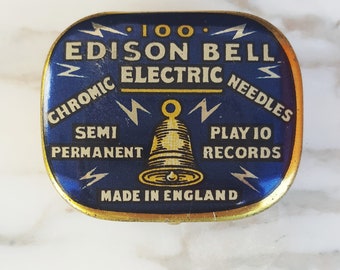 · 100 ·
EDISON BELL
ELECTRIC
CHROMIC NEEDLES
SEMI PERMANENT
PLAY 10 RECORDS
MADE IN ENGLAND